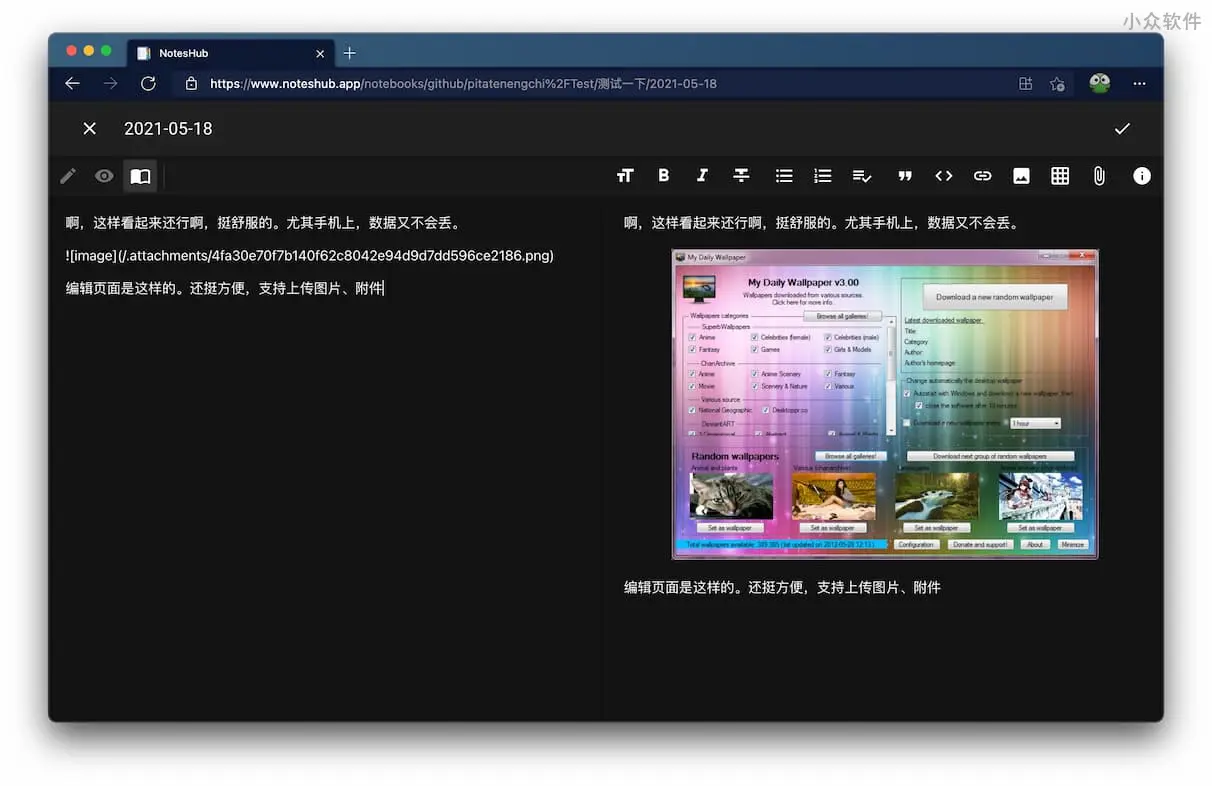 小众软件
NotesHub
https://www.noteshub.app/notebooks/github/pitatenengchi%2FTest/测试一下/2021-05-18
2021-05-18
啊，这样看起来还行啊，挺舒服的。尤其手机上，数据又不会丢。
![image](/.attachments/4fa30e70f7b140f62c8042e94d9d7dd596ce2186.png)
编辑页面是这样的。还挺方便，支持上传图片、附件
啊，这样看起来还行啊，挺舒服的。尤其手机上，数据又不会丢。
My Daily Wallpaper
My Daily Wallpaper v3.00
Wallpapers downloaded from various sources.
Click here for more info.
Wallpapers categories
Browse all galleries!
SuperbWallpapers
Anime
Celebrities (female)
Celebrities (male)
Fantasy
Games
Girls & Models
ChanArchive
Anime
Anime Scenery
Fantasy
Movie
Scenery & Nature
Various
Various source
National Geographic
Desktoppr.co
DeviantART
Download a new random wallpaper
Latest downloaded wallpaper
Title:
Category
Author:
Author's homepage:
Change automatically the desktop wallpaper
Autostart with Windows and download a new wallpaper, then
close the software after 10 minutes
Download a new wallpaper every
1 hour
Random wallpapers
Browse all galleries!
Download next group of random wallpapers
Animal and plants
Various (chanarchive)
Landscapes
Set as wallpaper
Set as wallpaper
Set as wallpaper
Set as wallpaper
Total wallpapers available: 389.385 (list updated on 2013-05-28 12:13)
Configuration
Donate and support!
About
Minimize
编辑页面是这样的。还挺方便，支持上传图片、附件